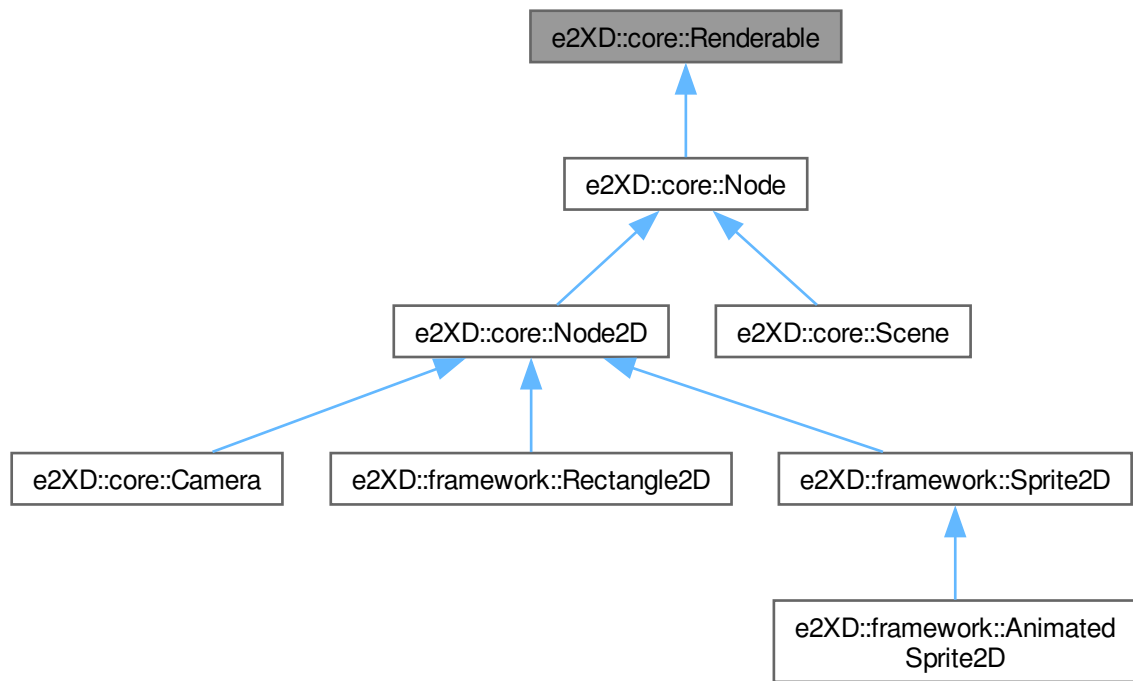 e2XD::core::Renderable
e2XD::core::Node
e2XD::core::Node2D
e2XD::core::Scene
e2XD::core::Camera
e2XD::framework::Rectangle2D
e2XD::framework::Sprite2D
e2XD::framework::Animated
Sprite2D